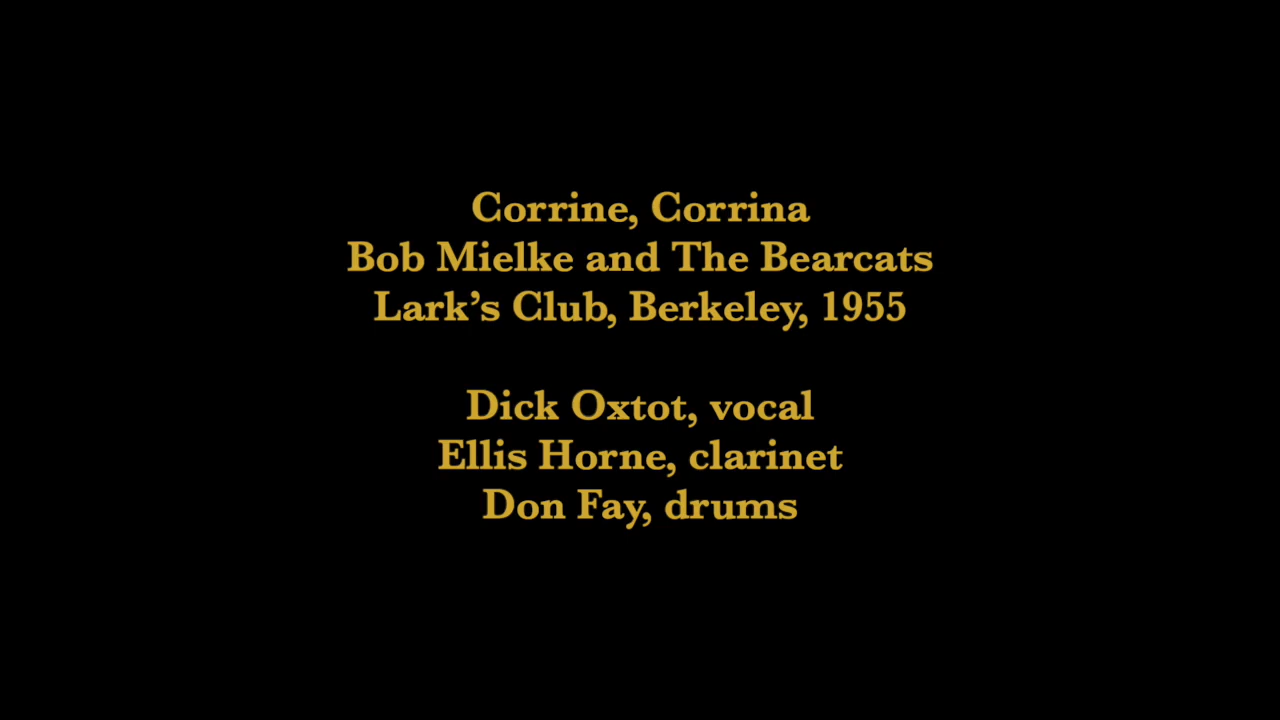 Corrine, Corrina
Bob Mielke and The Bearcats
Lark’s Club, Berkeley, 1955
Dick Oxtot, vocal
Ellis Horne, clarinet
Don Fay, drums